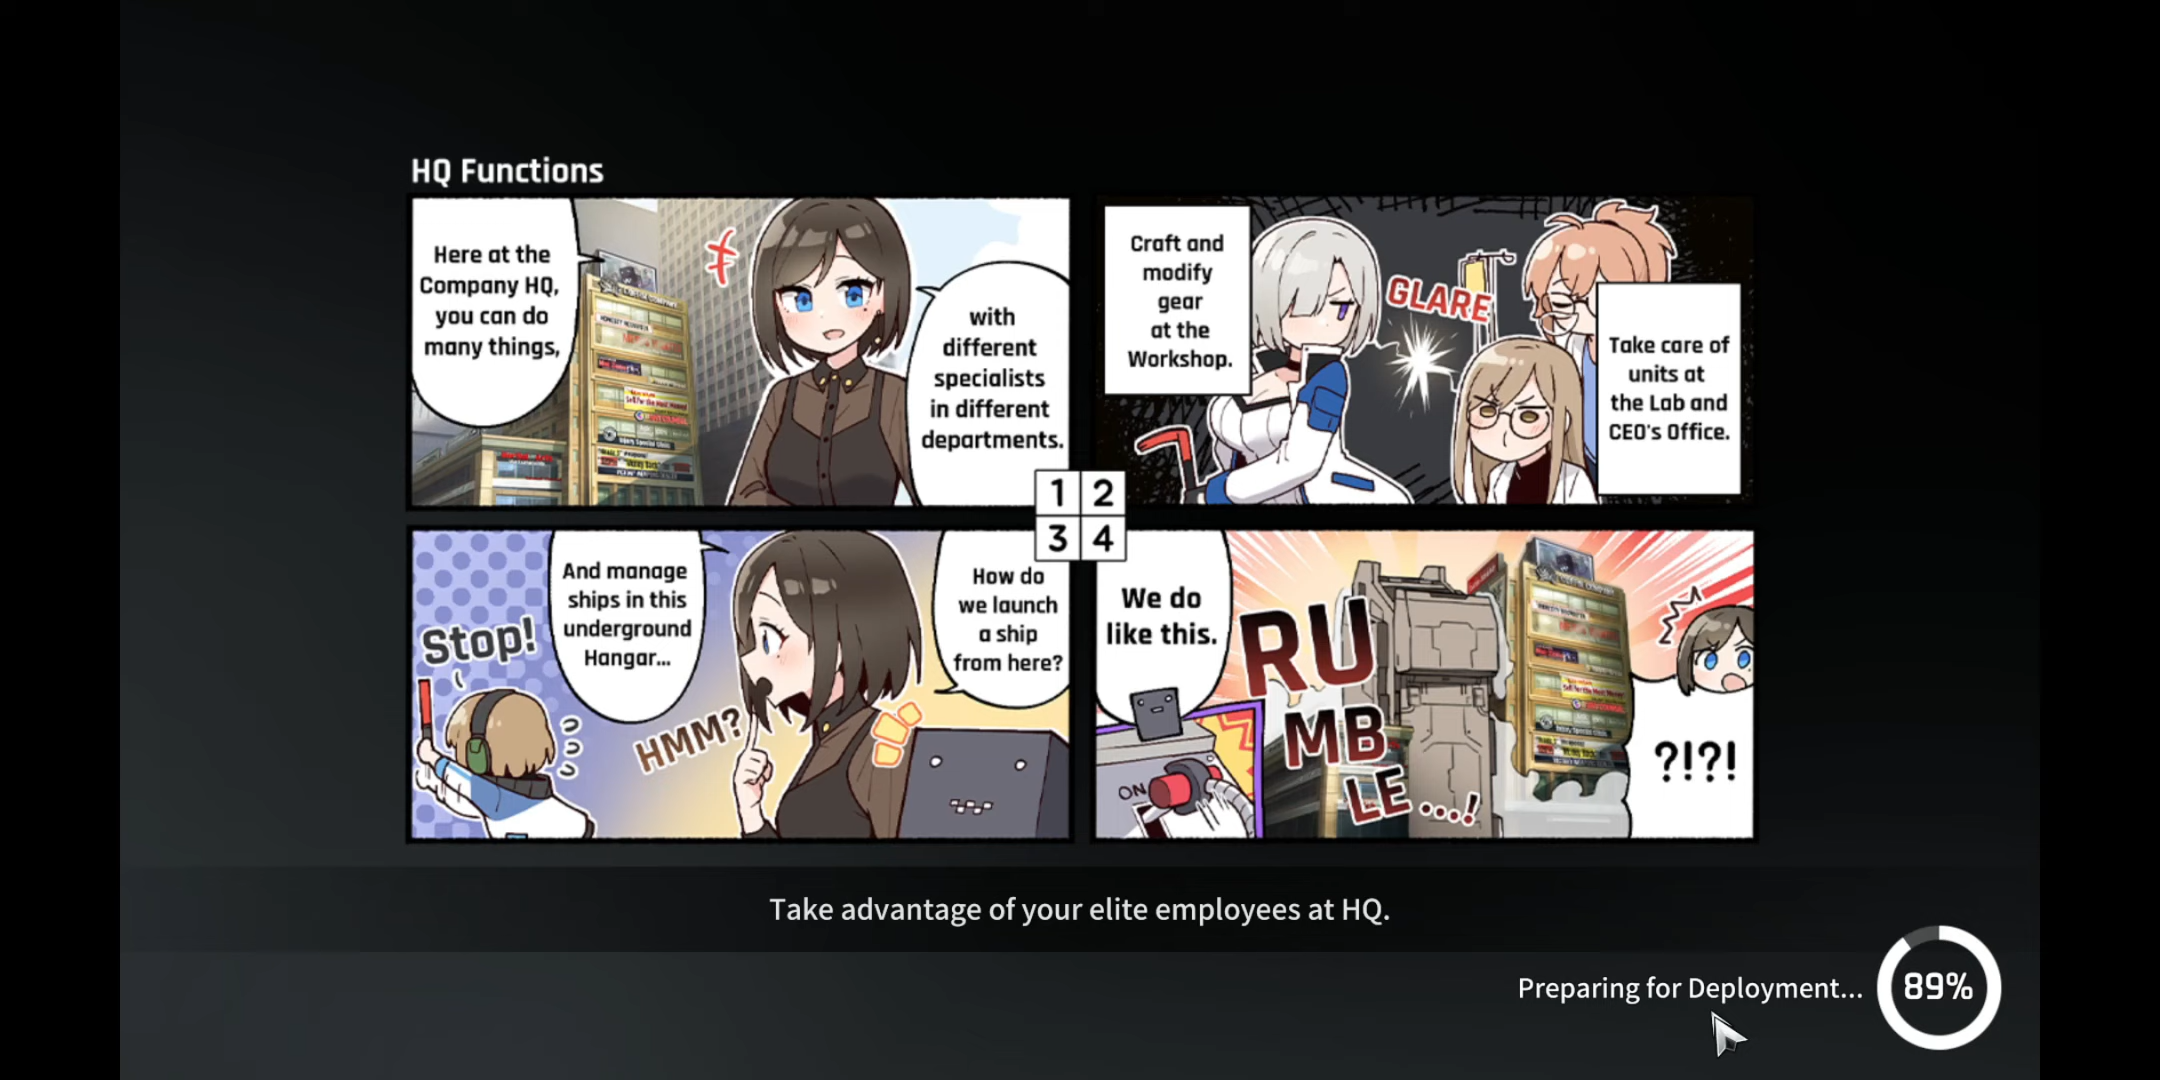 HQ Functions
Here at the
Company HQ,
you can do
many things,
with
different
specialists
in different
departments.
Craft and
modify
gear
at the
Workshop.
GLARE
Take care of
units at
the Lab and
CEO's Office.
1 2
3 4
Stop!
And manage
ships in this
underground
Hangar...
HMM?
How do
we launch
a ship
from here?
We do
like this.
ON
RU
MB
LE...!
?!?!
Take advantage of your elite employees at HQ.
Preparing for Deployment...
89%